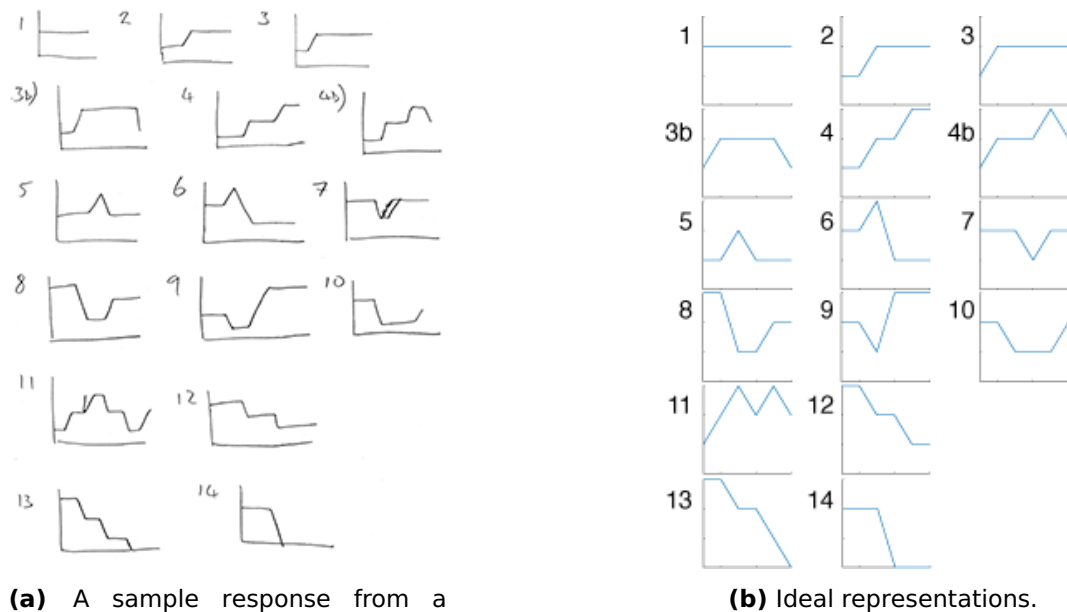 1 2 3
3b) 4 4b)
5 6 7
8 9 10
11 12
13 14
(a) A sample response from a
1 2 3
3b 4 4b
5 6 7
8 9 10
11 12
13 14
(b) Ideal representations.